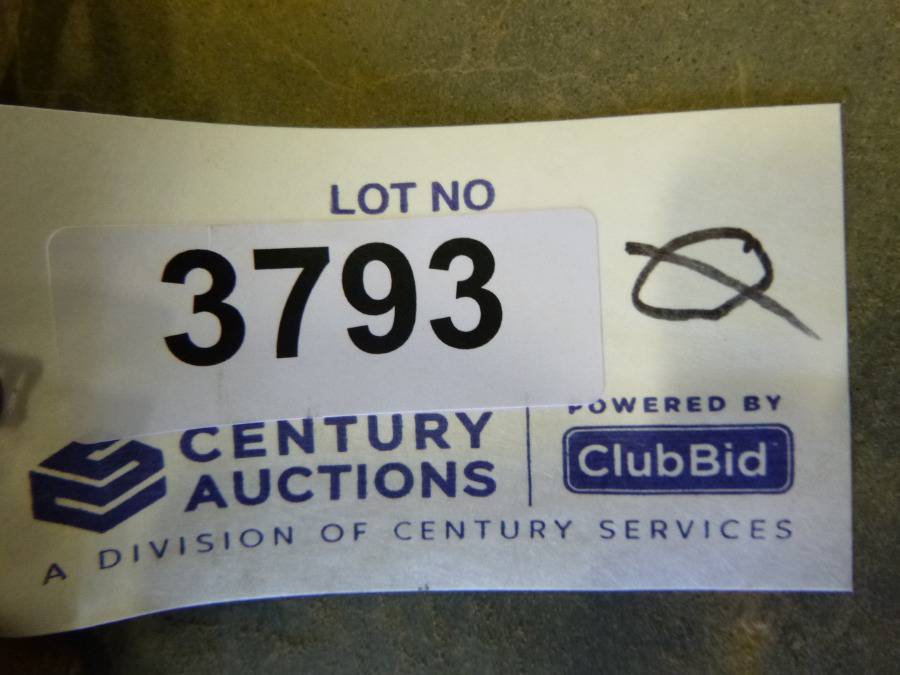 LOT NO
3793
CENTURY
AUCTIONS
POWERED BY
ClubBid
A DIVISION OF CENTURY SERVICES